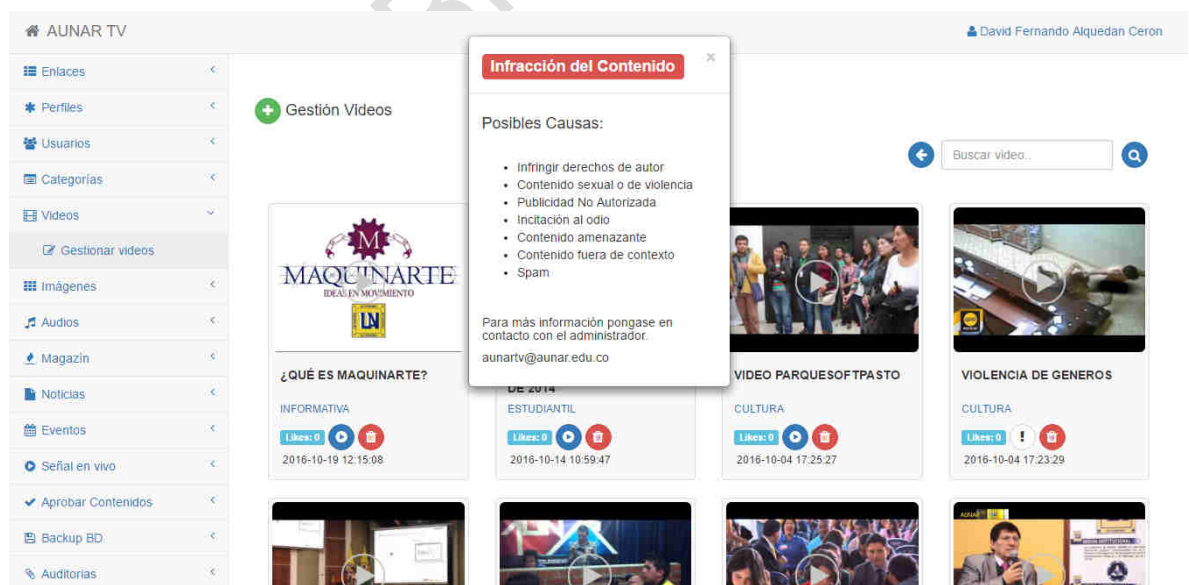 AUNAR TV
David Fernando Alquedan Ceron
Enlaces
Perfiles
Usuarios
Categorías
Videos
Gestionar videos
Imágenes
Audios
Magazín
Noticias
Eventos
Señal en vivo
Aprobar Contenidos
Backup BD
Auditorias
Gestión Videos
Buscar video..
Infracción del Contenido
×
Posibles Causas:
Infringir derechos de autor
Contenido sexual o de violencia
Publicidad No Autorizada
Incitación al odio
Contenido amenazante
Contenido fuera de contexto
Spam
Para más información pongase en
contacto con el administrador.
aunartv@aunar.edu.co
MAQUINARTE
IDEAS EN MOVIMIENTO
¿QUÉ ES MAQUINARTE?
INFORMATIVA
Likes: 0
2016-10-19 12:15:08
DE 2014
ESTUDIANTIL
Likes: 0
2016-10-14 10:59:47
VIDEO PARQUESOFTPASTO
CULTURA
Likes: 0
2016-10-04 17:25:27
VIOLENCIA DE GENEROS
CULTURA
Likes: 0
2016-10-04 17:23:29